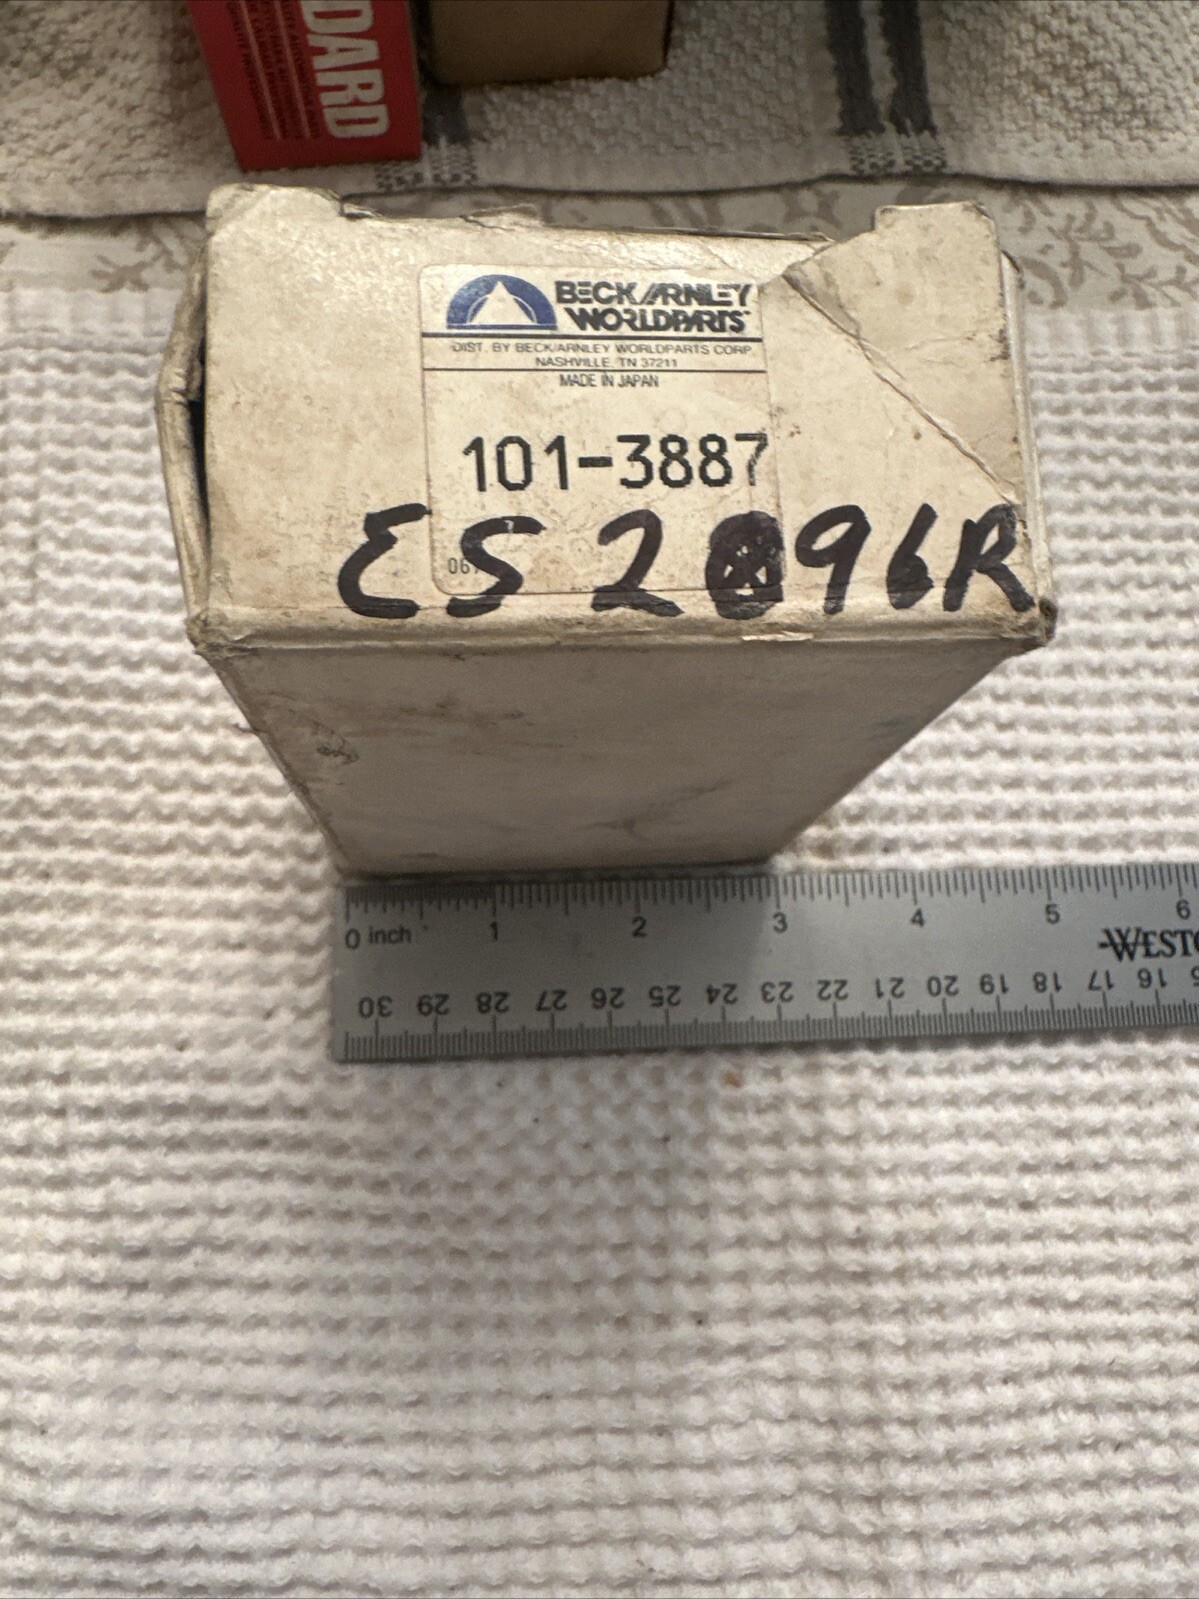 DARD
BECK/ARNLEY
WORLDPARTS
DIST. BY BECK/ARNLEY WORLDPARTS CORP.
NASHVILLE, TN 37211
MADE IN JAPAN
101-3887
ES 2096R
0 inch 1 2 3 4 5 6
30 29 28 27 26 25 24 23 22 21 20 19 18 17 16